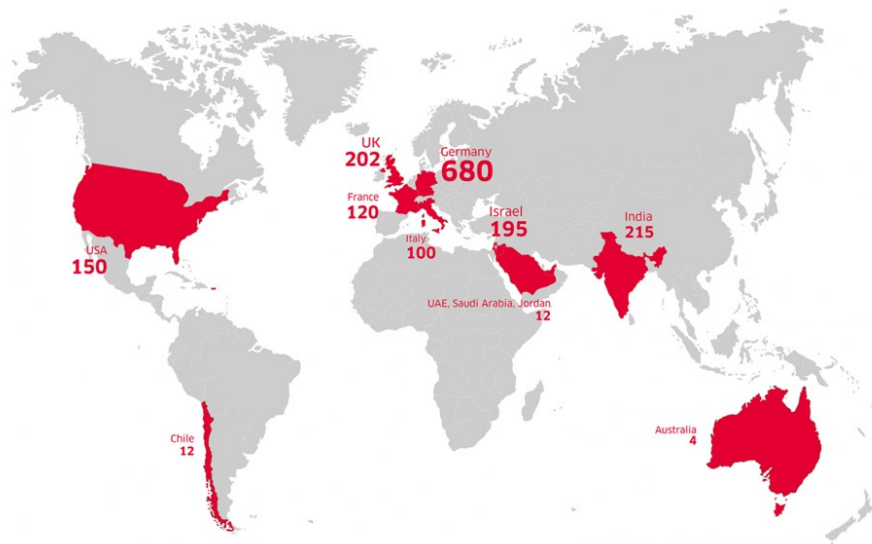 UK
202
Germany
680
France
120
Italy
100
Israel
195
India
215
USA
150
UAE, Saudi Arabia, Jordan
12
Chile
12
Australia
4